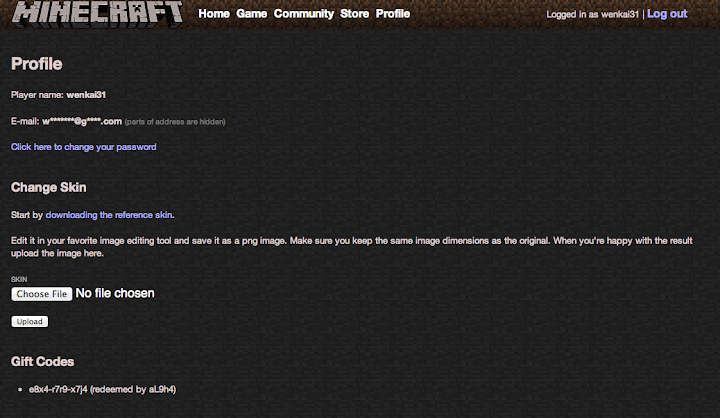 MINECRAFT Home Game Community Store Profile Logged in as wenkai31 | Log out
Profile
Player name: wenkai31
E-mail: w*******@g****.com (parts of address are hidden)
Click here to change your password
Change Skin
Start by downloading the reference skin.
Edit it in your favorite image editing tool and save it as a png image. Make sure you keep the same image dimensions as the original. When you're happy with the result
upload the image here.
SKIN
Choose File No file chosen
Upload
Gift Codes
• e8x4-r7r9-x7j4 (redeemed by aL9h4)